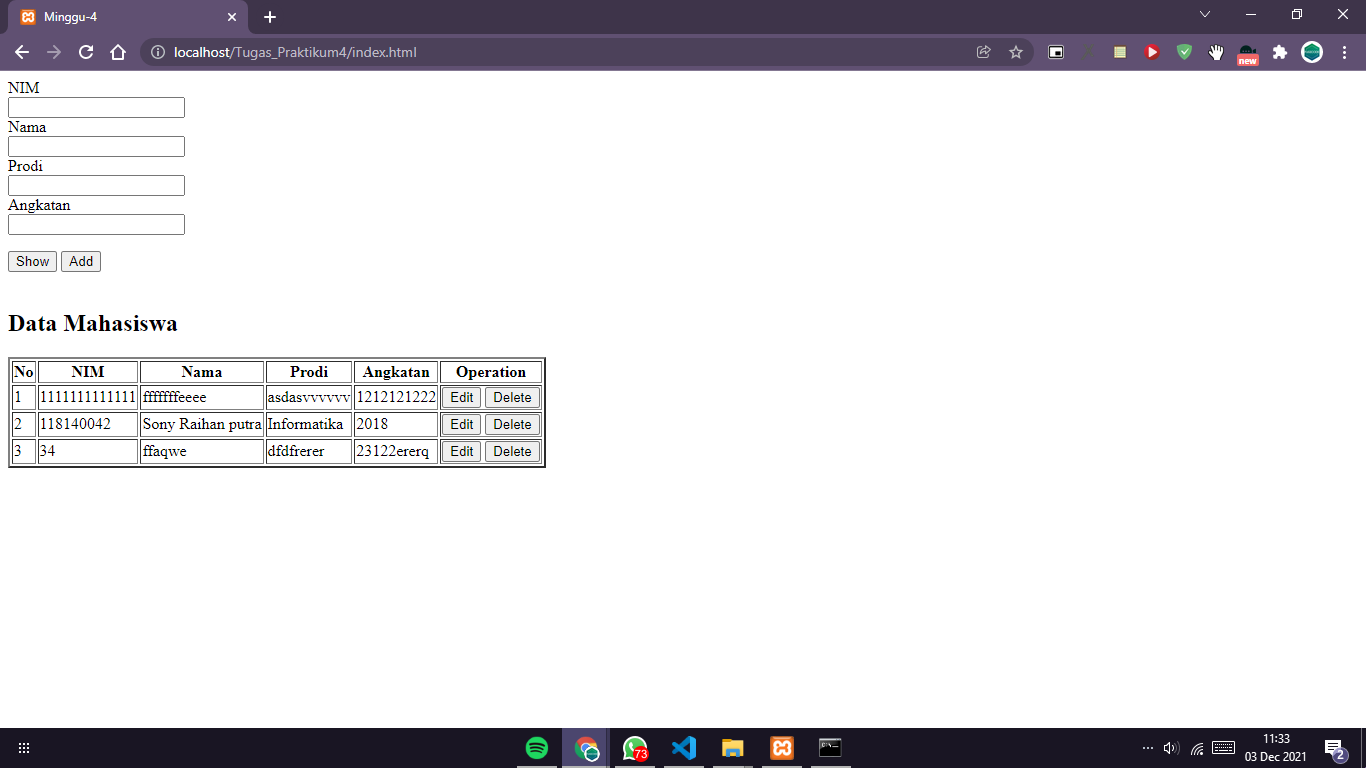 Minggu-4
localhost/Tugas_Praktikum4/index.html
new
NIM
Nama
Prodi
Angkatan
Show Add
Data Mahasiswa
No NIM Nama Prodi Angkatan Operation
1 1111111111111 fffffffeeee asdasvvvvvv 1212121222 Edit Delete
2 118140042 Sony Raihan putra Informatika 2018 Edit Delete
3 34 ffaqwe dfdfrerer 23122ererq Edit Delete
73
11:33
03 Dec 2021
2